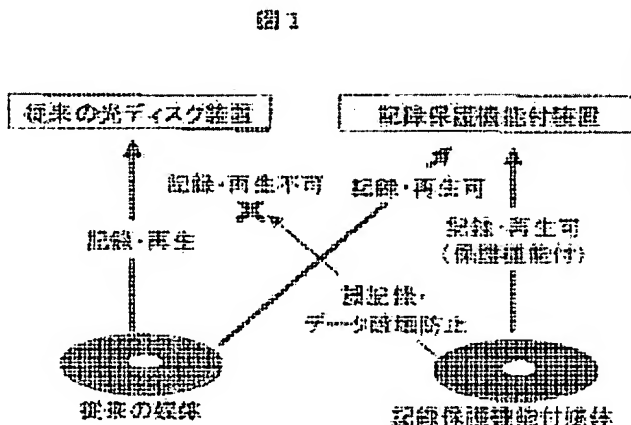 図1
従来の光ディスク装置
記録保護機能付装置
記録・再生不可
記録・再生可
記録・再生
記録・再生可
(保護機能付)
誤記録・
データ破壊防止
従来の媒体
記録保護機能付媒体